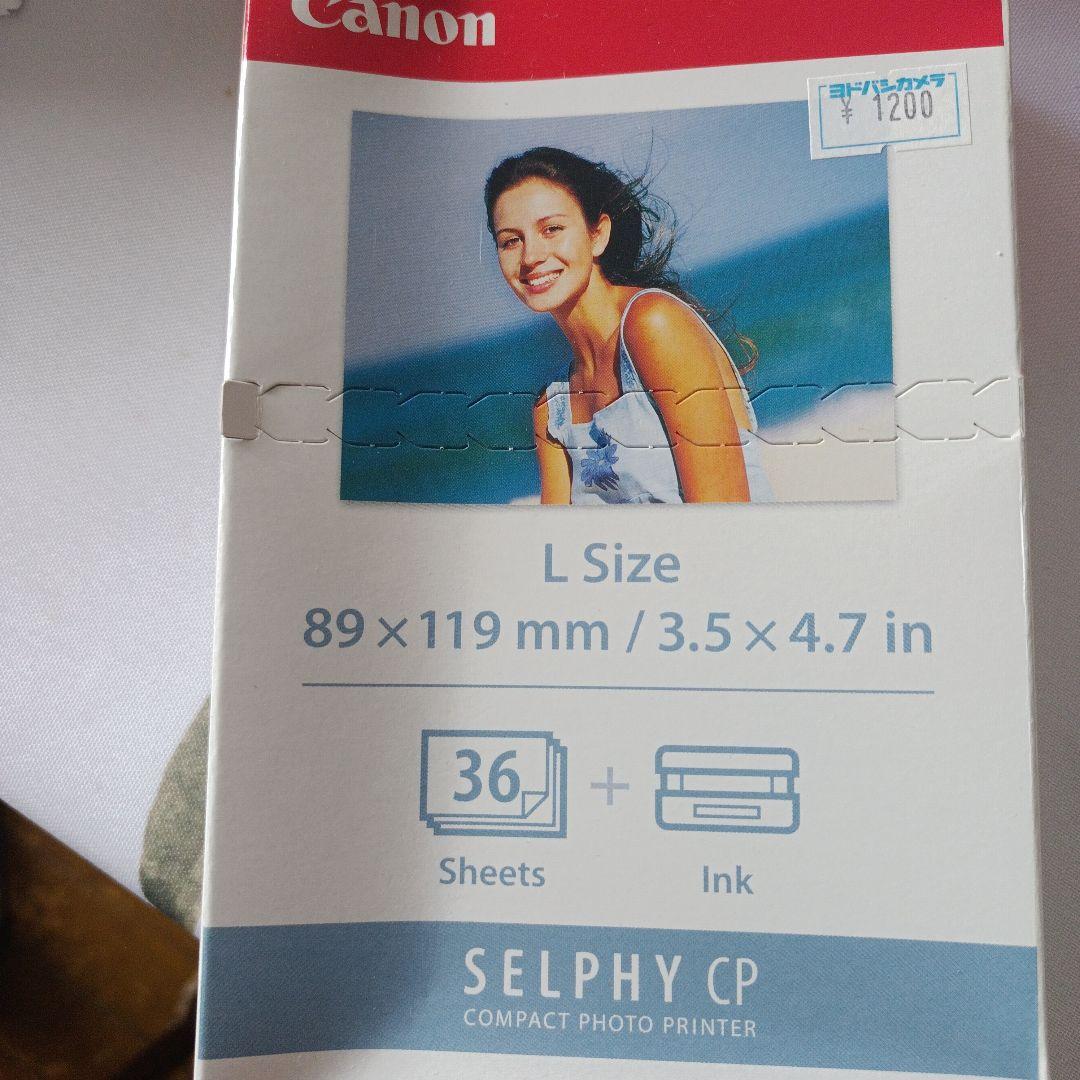 Canon
ヨドバシカメラ
¥ 1200
L Size
89×119 mm / 3.5×4.7 in
36
+
Sheets
Ink
SELPHY CP
COMPACT PHOTO PRINTER